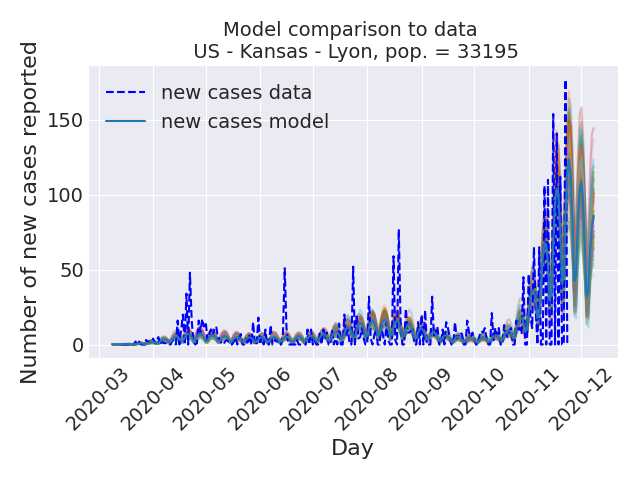 Model comparison to data
US - Kansas - Lyon, pop. = 33195
Number of new cases reported
new cases data
new cases model
150
100
50
0
2020-03
2020-04
2020-05
2020-06
2020-07
2020-08
2020-09
2020-10
2020-11
2020-12
Day